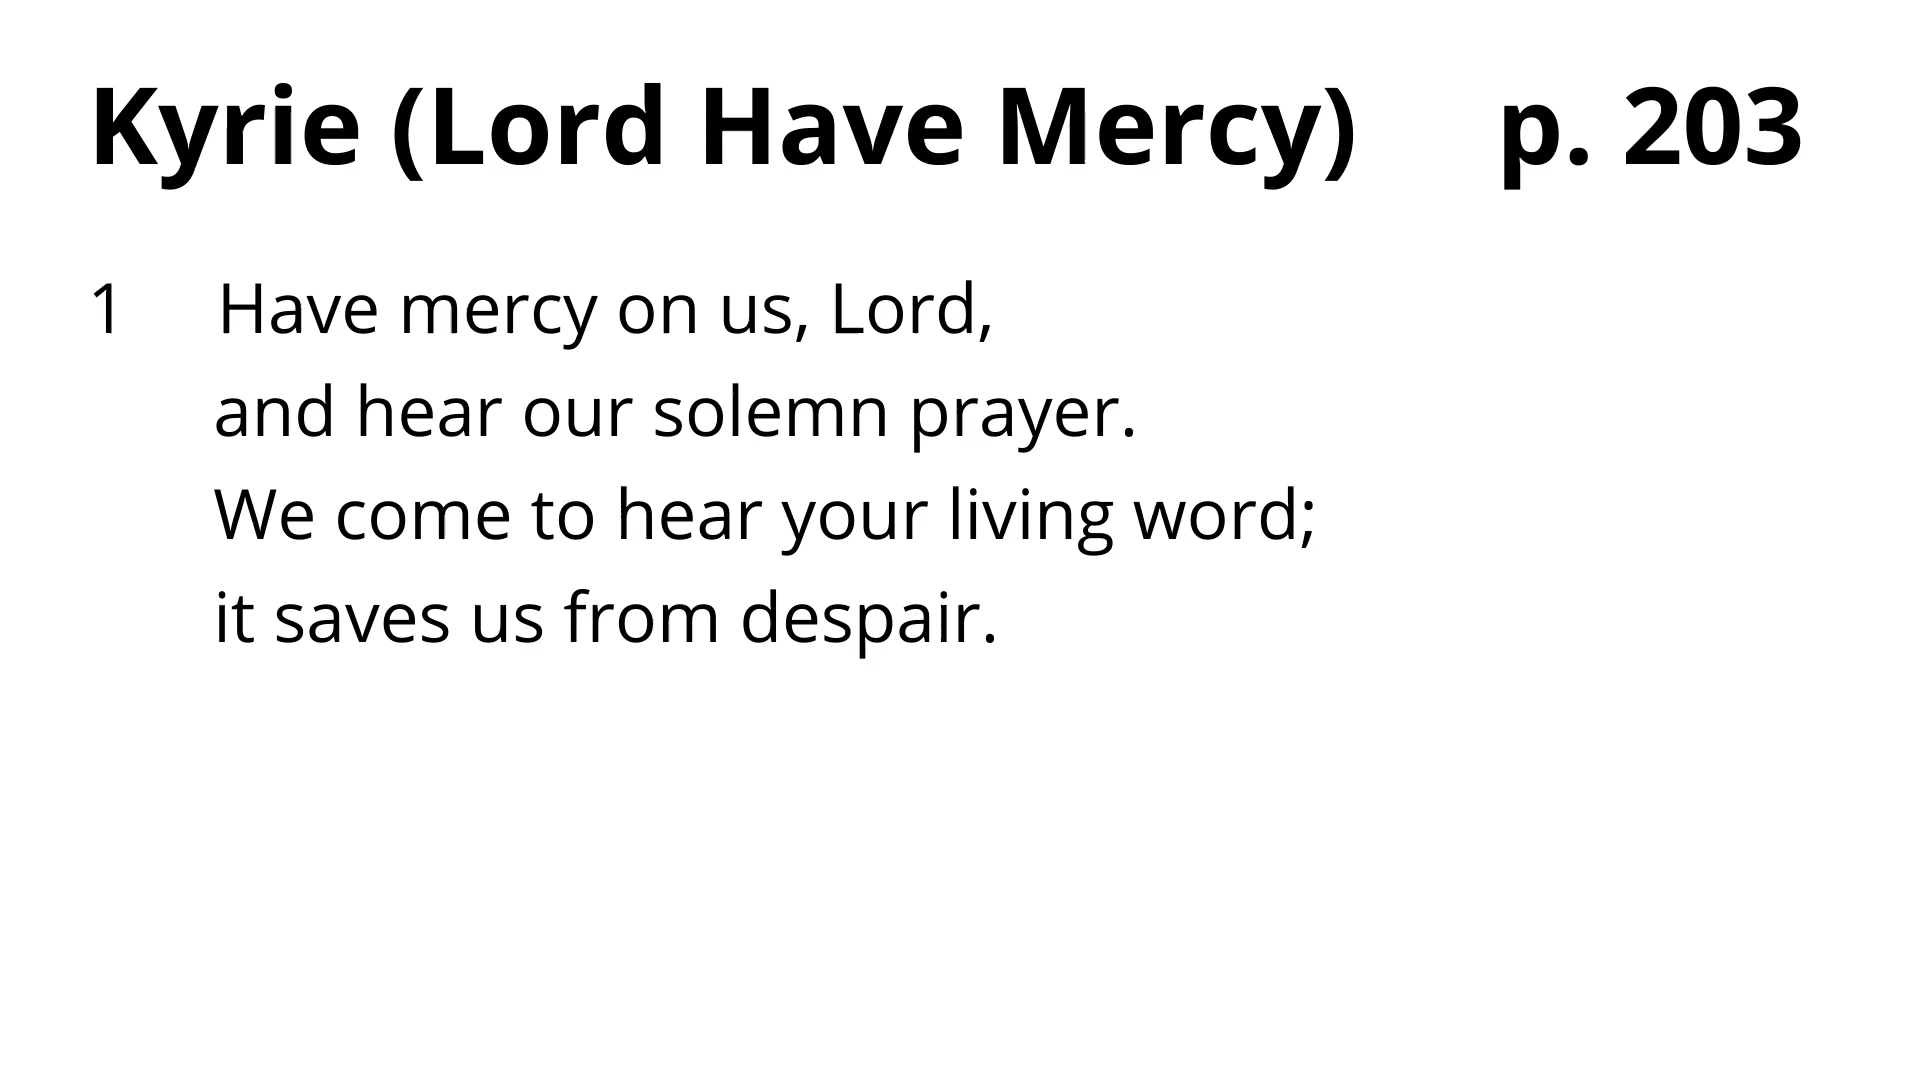 Kyrie (Lord Have Mercy) p. 203
1 Have mercy on us, Lord,
and hear our solemn prayer.
We come to hear your living word;
it saves us from despair.